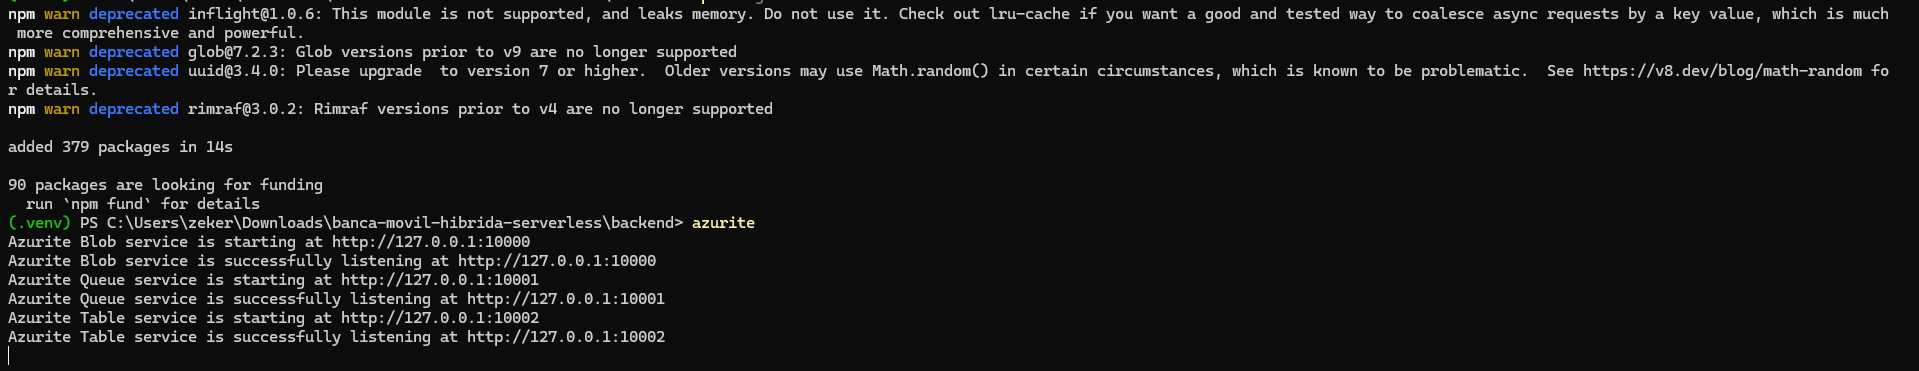 npm warn deprecated inflight@1.0.6: This module is not supported, and leaks memory. Do not use it. Check out lru-cache if you want a good and tested way to coalesce async requests by a key value, which is much
more comprehensive and powerful.
npm warn deprecated glob@7.2.3: Glob versions prior to v9 are no longer supported
npm warn deprecated uuid@3.4.0: Please upgrade  to version 7 or higher.  Older versions may use Math.random() in certain circumstances, which is known to be problematic.  See https://v8.dev/blog/math-random fo
r details.
npm warn deprecated rimraf@3.0.2: Rimraf versions prior to v4 are no longer supported
added 379 packages in 14s
90 packages are looking for funding
run `npm fund` for details
(.venv) PS C:\Users\zeker\Downloads\banca-movil-hibrida-serverless\backend> azurite
Azurite Blob service is starting at http://127.0.0.1:10000
Azurite Blob service is successfully listening at http://127.0.0.1:10000
Azurite Queue service is starting at http://127.0.0.1:10001
Azurite Queue service is successfully listening at http://127.0.0.1:10001
Azurite Table service is starting at http://127.0.0.1:10002
Azurite Table service is successfully listening at http://127.0.0.1:10002